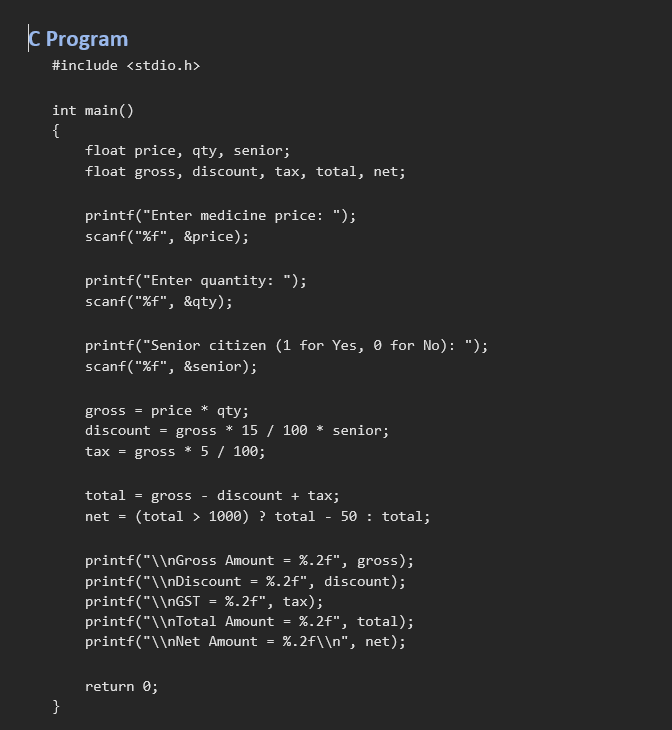 C Program
#include <stdio.h>
int main()
{
float price, qty, senior;
float gross, discount, tax, total, net;
printf("Enter medicine price: ");
scanf("%f", &price);
printf("Enter quantity: ");
scanf("%f", &qty);
printf("Senior citizen (1 for Yes, 0 for No): ");
scanf("%f", &senior);
gross = price * qty;
discount = gross * 15 / 100 * senior;
tax = gross * 5 / 100;
total = gross - discount + tax;
net = (total > 1000) ? total - 50 : total;
printf("\\nGross Amount = %.2f", gross);
printf("\\nDiscount = %.2f", discount);
printf("\\nGST = %.2f", tax);
printf("\\nTotal Amount = %.2f", total);
printf("\\nNet Amount = %.2f\\n", net);
return 0;
}